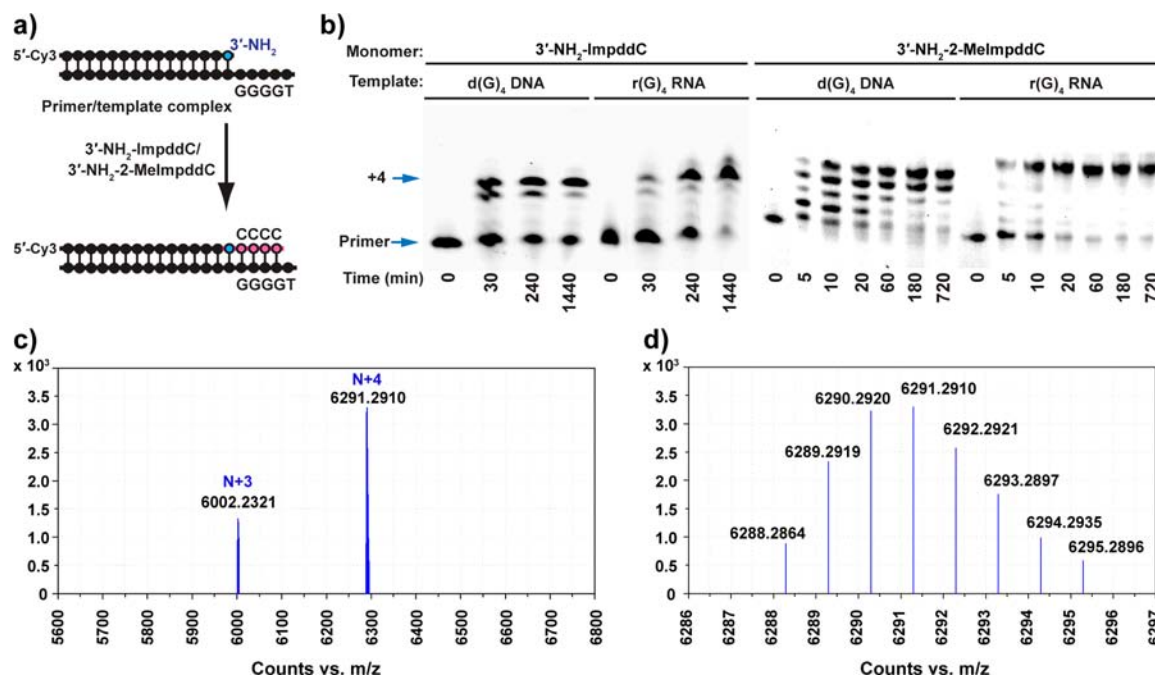 a)
3′-NH2
5′-Cy3
GGGGT
Primer/template complex
3′-NH2-ImpddC/
3′-NH2-2-MeImpddC
CCCC
5′-Cy3
GGGGT
b)
Monomer: 3′-NH2-ImpddC 3′-NH2-2-MeImpddC
Template: d(G)4 DNA r(G)4 RNA d(G)4 DNA r(G)4 RNA
+4
Primer
Time (min) 0 30 240 1440 0 30 240 1440 0 5 10 20 60 180 720 0 5 10 20 60 180 720
c)
x 10³
3.5
3.0
2.5
2.0
1.5
1.0
0.5
0
N+4
6291.2910
N+3
6002.2321
5600 5700 5800 5900 6000 6100 6200 6300 6400 6500 6600 6700 6800
Counts vs. m/z
d)
x 10³
3.5
3.0
2.5
2.0
1.5
1.0
0.5
0
6291.2910
6290.2920
6292.2921
6289.2919
6293.2897
6294.2935
6288.2864
6295.2896
6286 6287 6288 6289 6290 6291 6292 6293 6294 6295 6296 6297
Counts vs. m/z